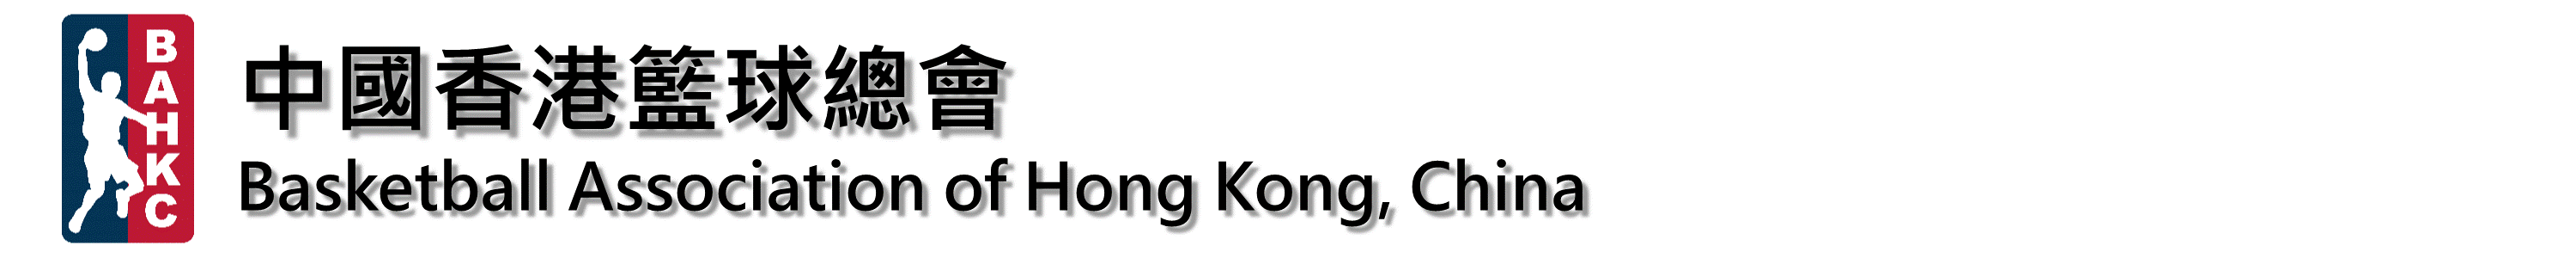 BAHKC
中國香港籃球總會
Basketball Association of Hong Kong, China